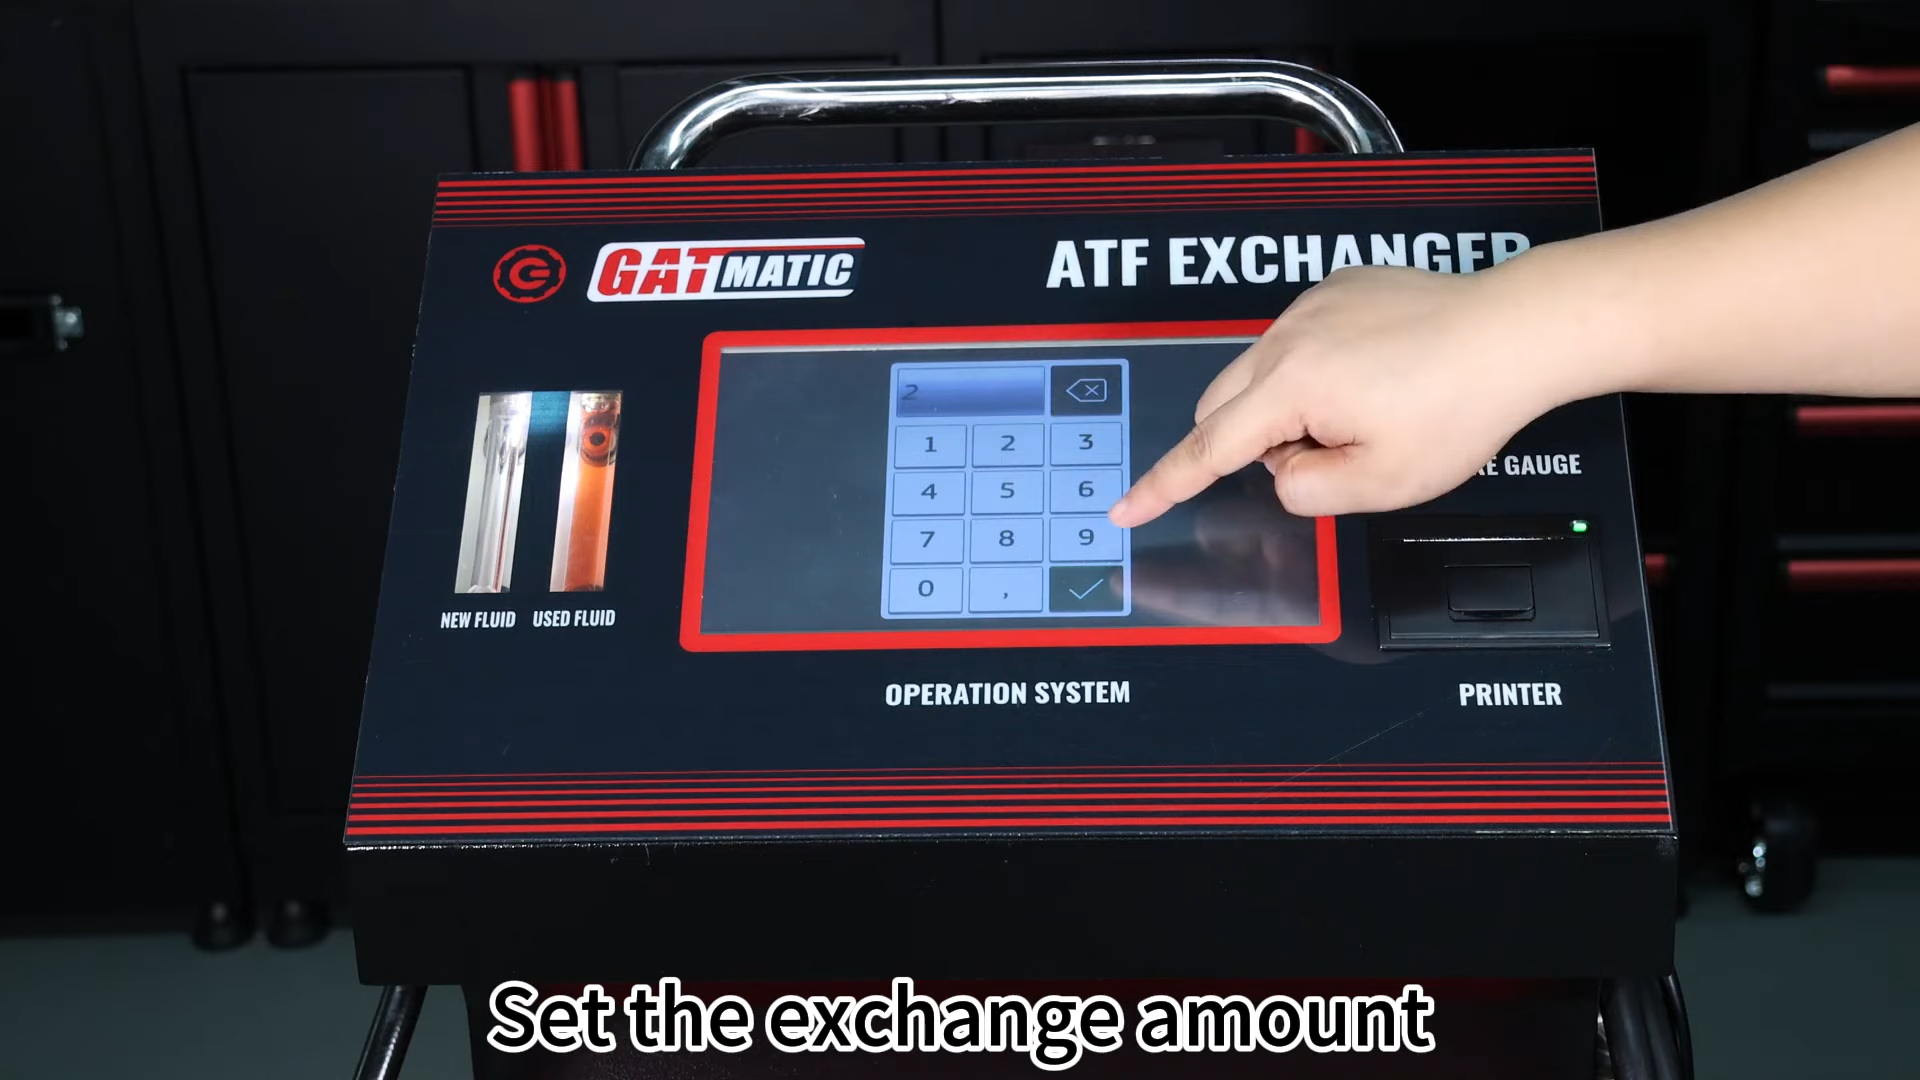 GATMATIC
ATF EXCHANGER
2
1 2 3
4 5 6
7 8 9
0 ,
GAUGE
NEW FLUID USED FLUID
OPERATION SYSTEM
PRINTER
Set the exchange amount